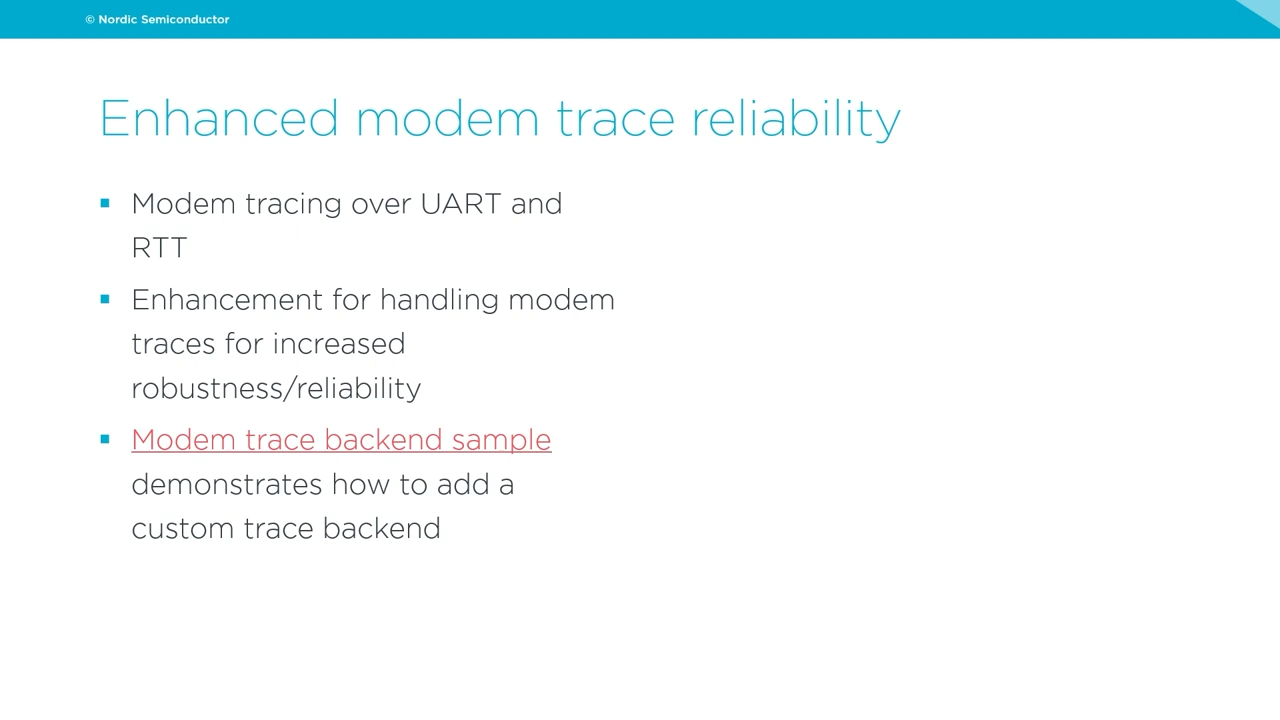 © Nordic Semiconductor
Enhanced modem trace reliability
▪ Modem tracing over UART and
RTT
▪ Enhancement for handling modem
traces for increased
robustness/reliability
▪ Modem trace backend sample
demonstrates how to add a
custom trace backend